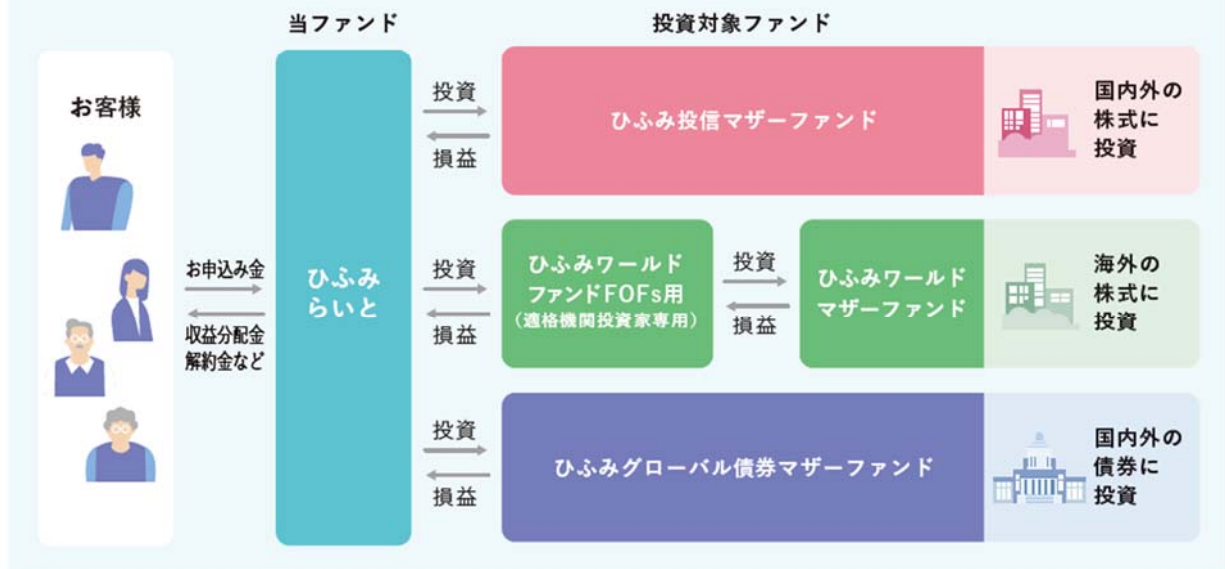 当ファンド
投資対象ファンド
お客様
お申込み金
収益分配金
解約金など
ひふみ
らいと
投資
損益
ひふみ投信マザーファンド
国内外の
株式に
投資
投資
損益
ひふみワールド
ファンドFOFs用
(適格機関投資家専用)
投資
損益
ひふみワールド
マザーファンド
海外の
株式に
投資
投資
損益
ひふみグローバル債券マザーファンド
国内外の
債券に
投資